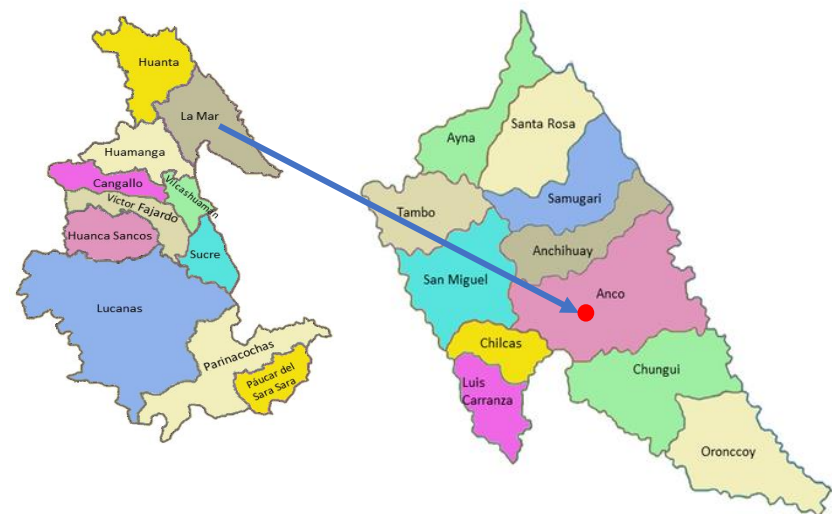 Huanta
La Mar
Huamanga
Cangallo
Vilcashuamán
Victor Fajardo
Huanca Sancos
Sucre
Lucanas
Parinacochas
Páucar del
Sara Sara
Ayna
Santa Rosa
Samugari
Tambo
Anchihuay
San Miguel
Anco
Chilcas
Chungui
Luis
Carranza
Oronccoy